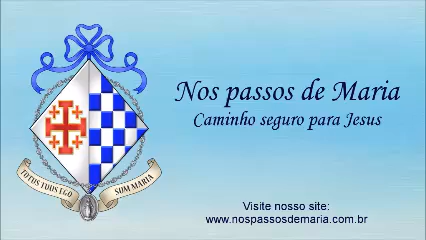 Nos passos de Maria
Caminho seguro para Jesus
TOTUS TUUS EGO
SUM MARIA
Visite nosso site:
www.nospassosdemaria.com.br